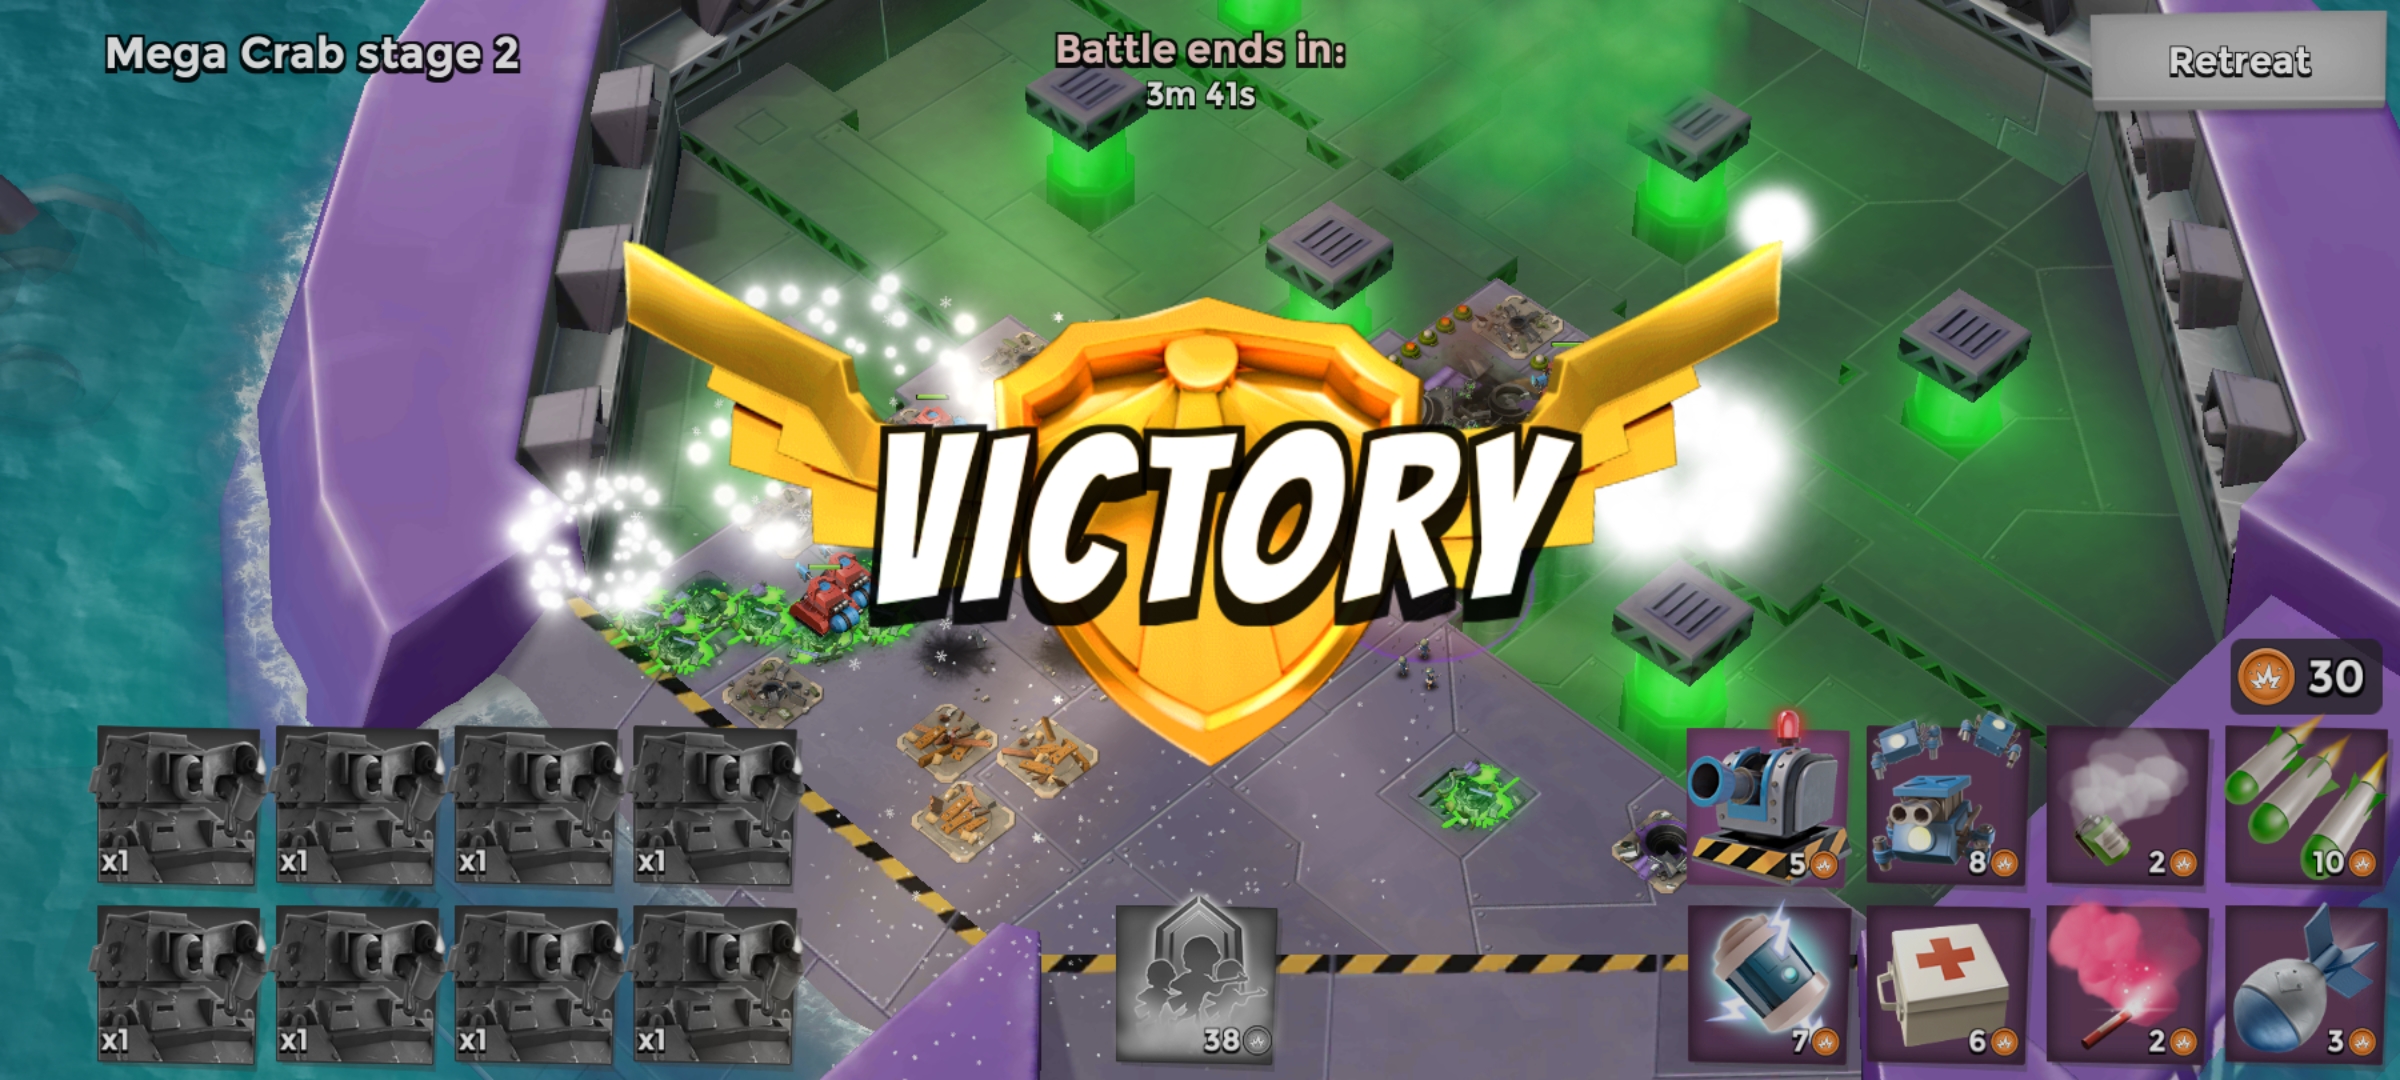 Mega Crab stage 2
Battle ends in:
3m 41s
Retreat
VICTORY
30
x1
x1
x1
x1
5
8
2
10
x1
x1
x1
x1
38
7
6
2
3